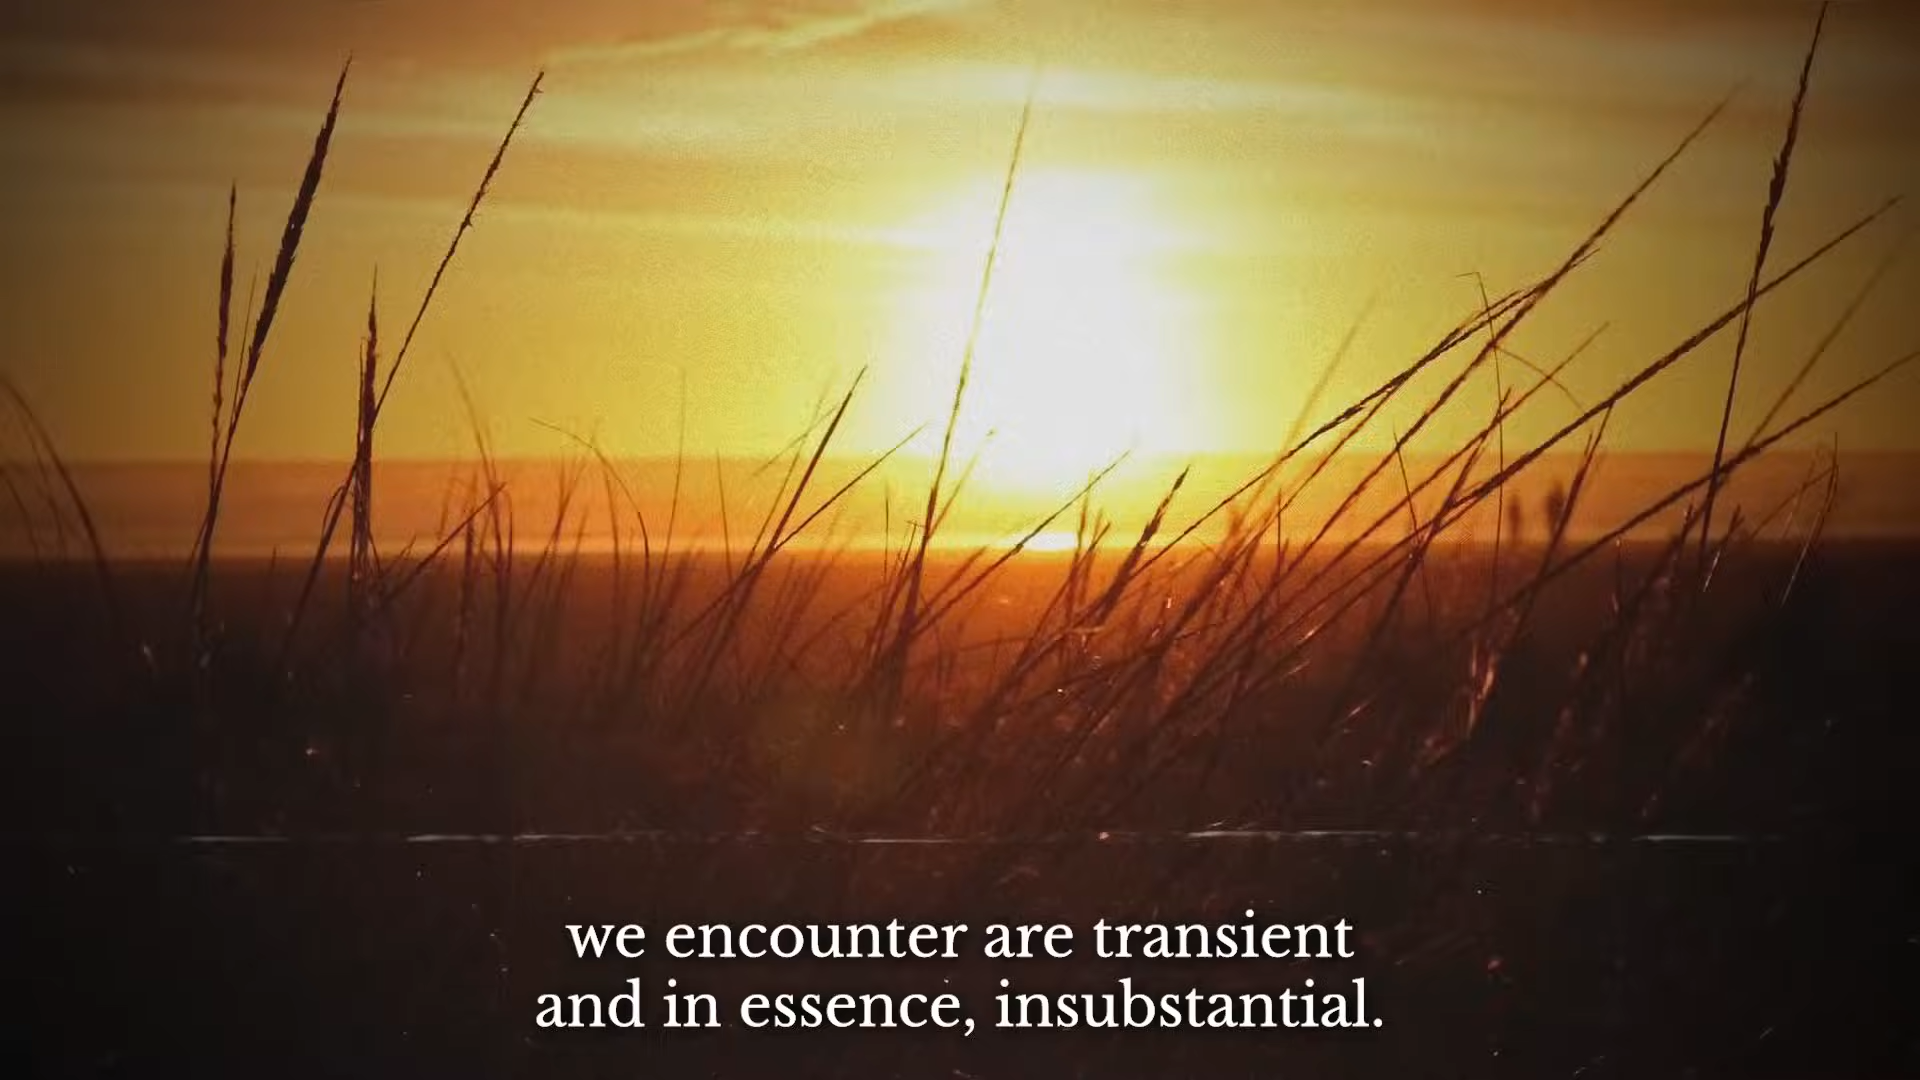 we encounter are transient
and in essence, insubstantial.